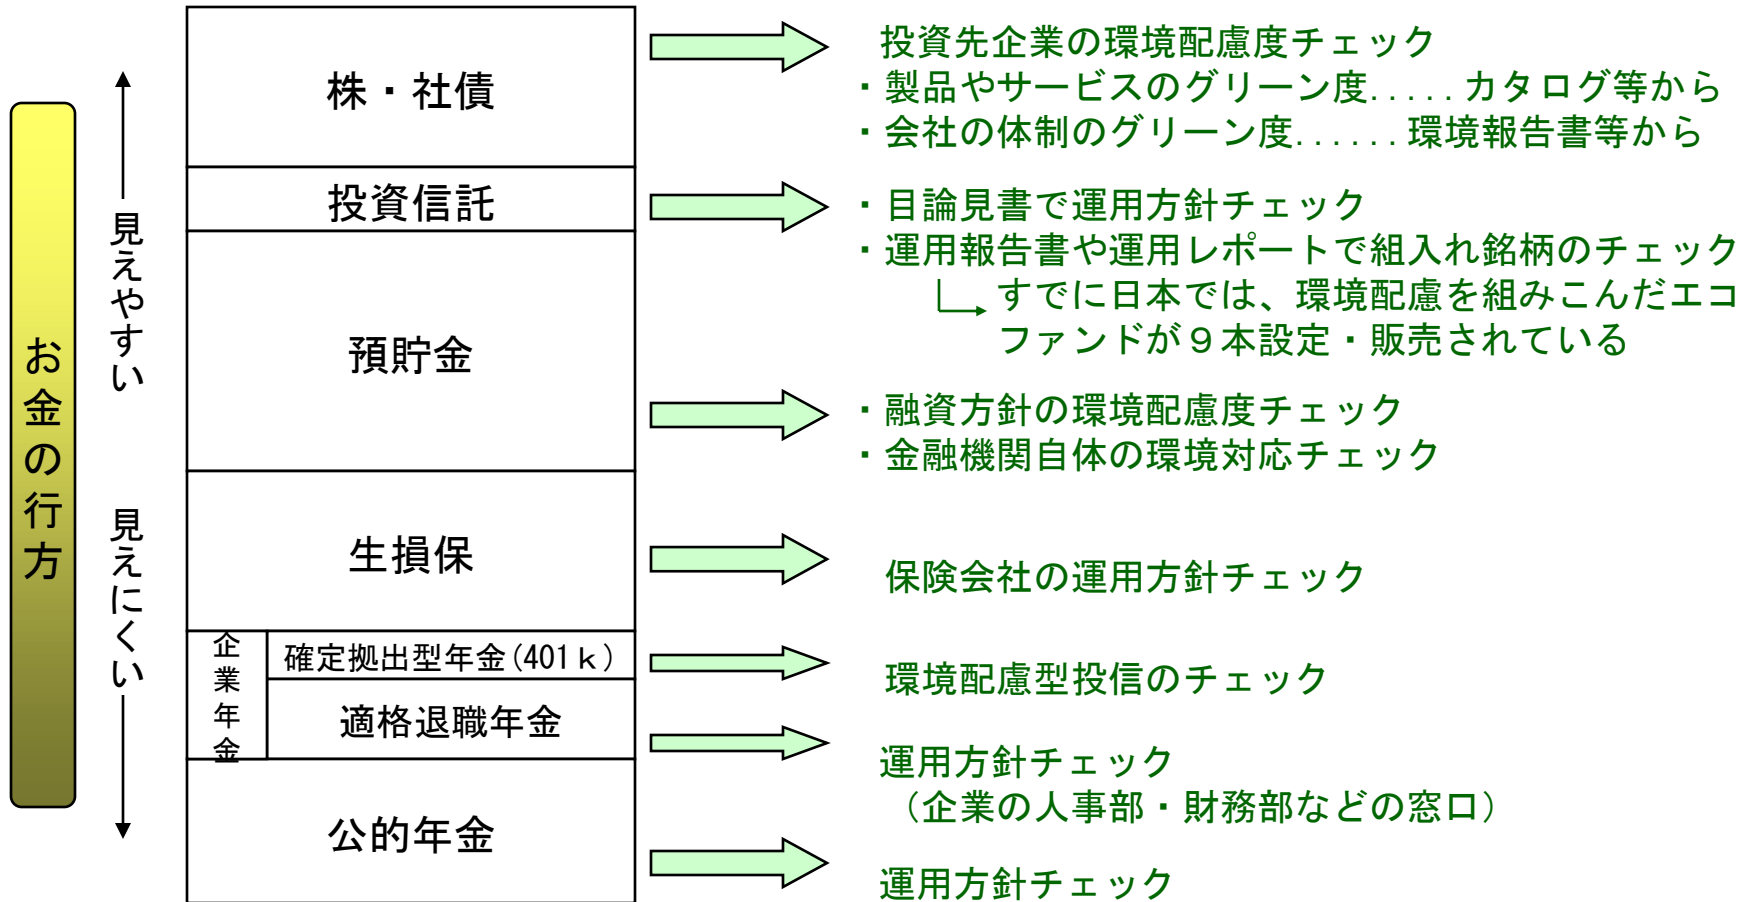 お金の行方
見えやすい
見えにくい
株・社債
投資先企業の環境配慮度チェック
・製品やサービスのグリーン度.....カタログ等から
・会社の体制のグリーン度......環境報告書等から
投資信託
・目論見書で運用方針チェック
・運用報告書や運用レポートで組入れ銘柄のチェック
すでに日本では、環境配慮を組みこんだエコ
ファンドが９本設定・販売されている
預貯金
・融資方針の環境配慮度チェック
・金融機関自体の環境対応チェック
生損保
保険会社の運用方針チェック
企業年金
確定拠出型年金(401ｋ)
環境配慮型投信のチェック
適格退職年金
運用方針チェック
（企業の人事部・財務部などの窓口）
公的年金
運用方針チェック